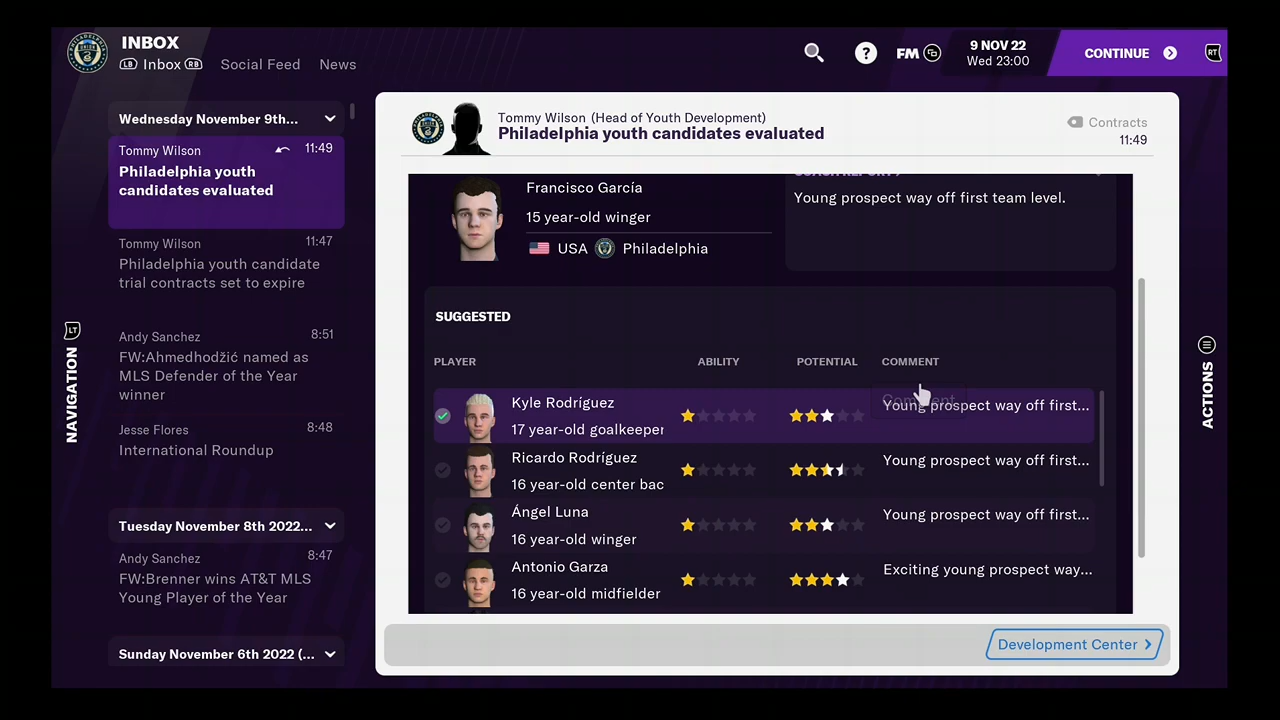 INBOX
LB Inbox RB Social Feed News
FM
9 NOV 22
Wed 23:00
CONTINUE
RT
Wednesday November 9th...
Tommy Wilson 11:49
Philadelphia youth
candidates evaluated
Tommy Wilson 11:47
Philadelphia youth candidate
trial contracts set to expire
Andy Sanchez 8:51
FW:Ahmedhodžić named as
MLS Defender of the Year
winner
Jesse Flores 8:48
International Roundup
Tuesday November 8th 2022...
Andy Sanchez 8:47
FW:Brenner wins AT&T MLS
Young Player of the Year
Sunday November 6th 2022 (...
LT
NAVIGATION
Tommy Wilson (Head of Youth Development)
Philadelphia youth candidates evaluated
Contracts
11:49
Francisco García
15 year-old winger
USA Philadelphia
COACH REPORT
Young prospect way off first team level.
SUGGESTED
PLAYER ABILITY POTENTIAL COMMENT
Comment
Kyle Rodríguez
17 year-old goalkeeper
Young prospect way off first...
Ricardo Rodríguez
16 year-old center bac
Young prospect way off first...
Ángel Luna
16 year-old winger
Young prospect way off first...
Antonio Garza
16 year-old midfielder
Exciting young prospect way...
Development Center
ACTIONS